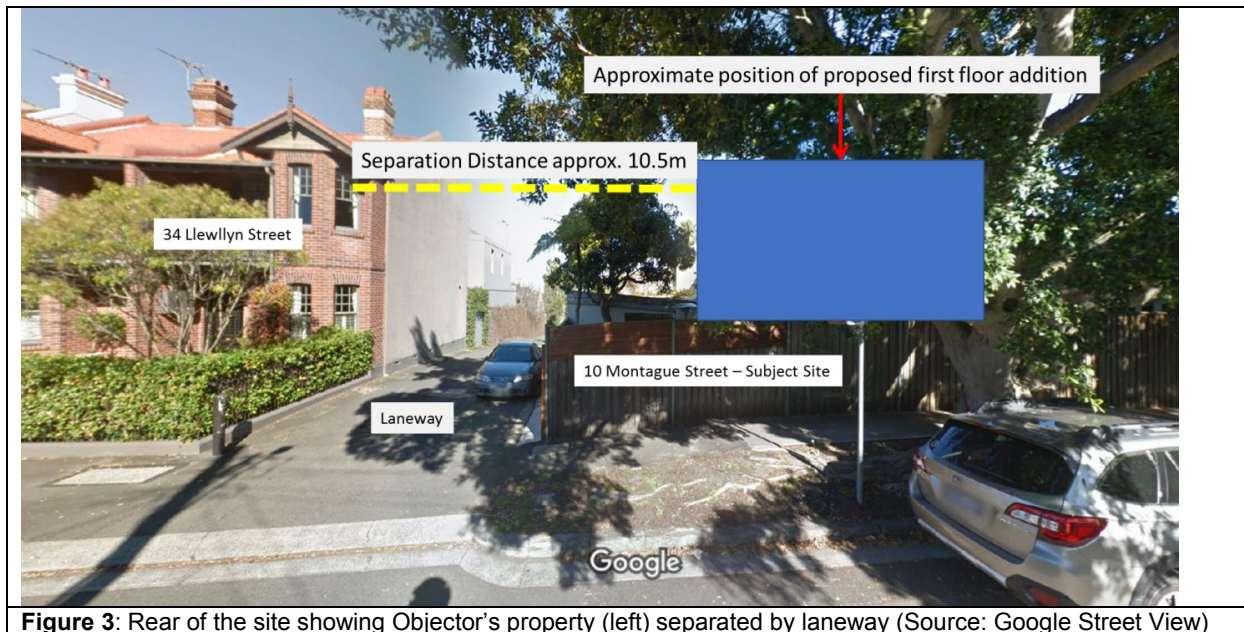 Approximate position of proposed first floor addition
Separation Distance approx. 10.5m
34 Llewllyn Street
10 Montague Street – Subject Site
Laneway
Google
Figure 3: Rear of the site showing Objector's property (left) separated by laneway (Source: Google Street View)